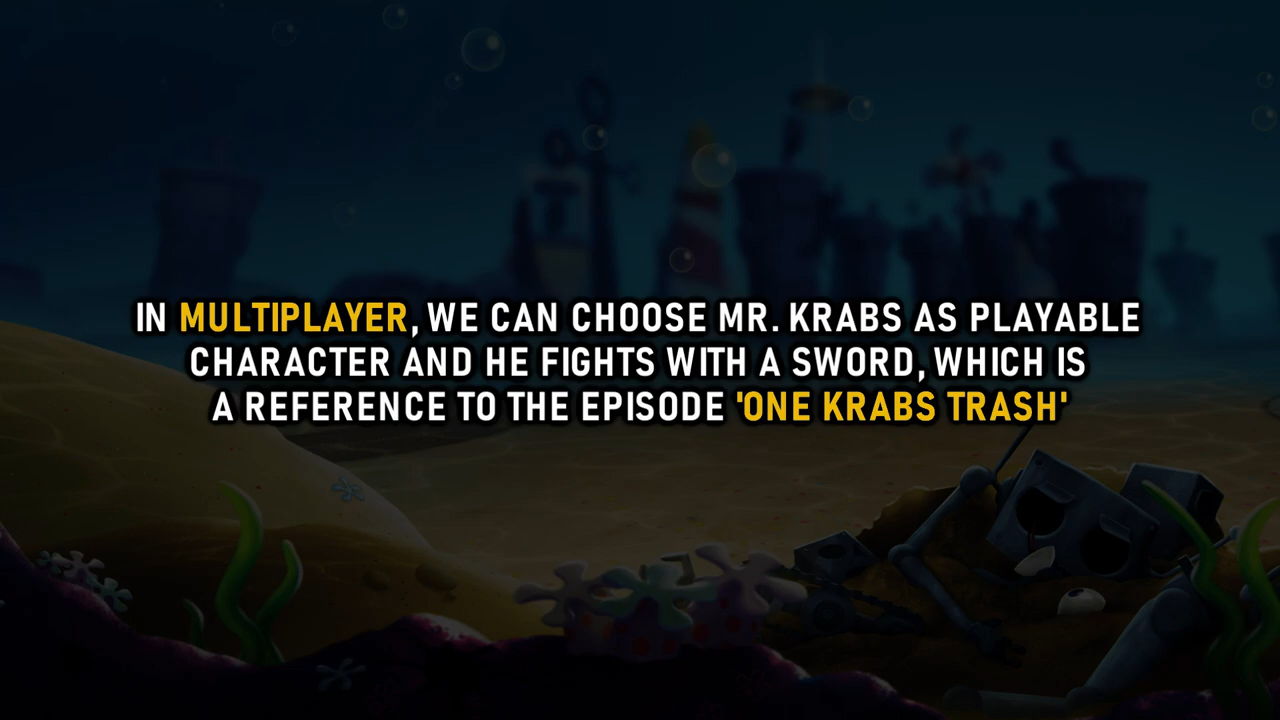 IN MULTIPLAYER, WE CAN CHOOSE MR. KRABS AS PLAYABLE
CHARACTER AND HE FIGHTS WITH A SWORD, WHICH IS
A REFERENCE TO THE EPISODE 'ONE KRABS TRASH'